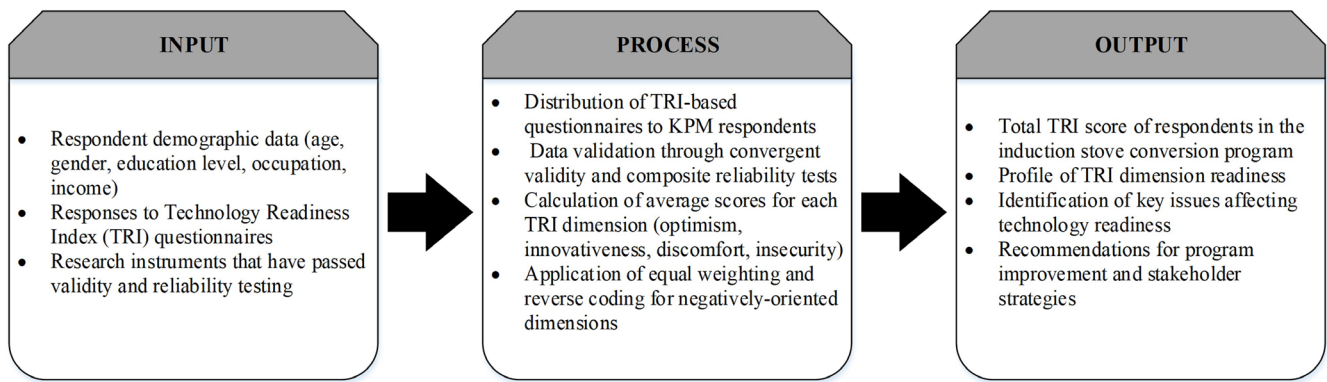 INPUT
• Respondent demographic data (age,
gender, education level, occupation,
income)
• Responses to Technology Readiness
Index (TRI) questionnaires
• Research instruments that have passed
validity and reliability testing
PROCESS
• Distribution of TRI-based
questionnaires to KPM respondents
• Data validation through convergent
validity and composite reliability tests
• Calculation of average scores for each
TRI dimension (optimism,
innovativeness, discomfort, insecurity)
• Application of equal weighting and
reverse coding for negatively-oriented
dimensions
OUTPUT
• Total TRI score of respondents in the
induction stove conversion program
• Profile of TRI dimension readiness
• Identification of key issues affecting
technology readiness
• Recommendations for program
improvement and stakeholder
strategies